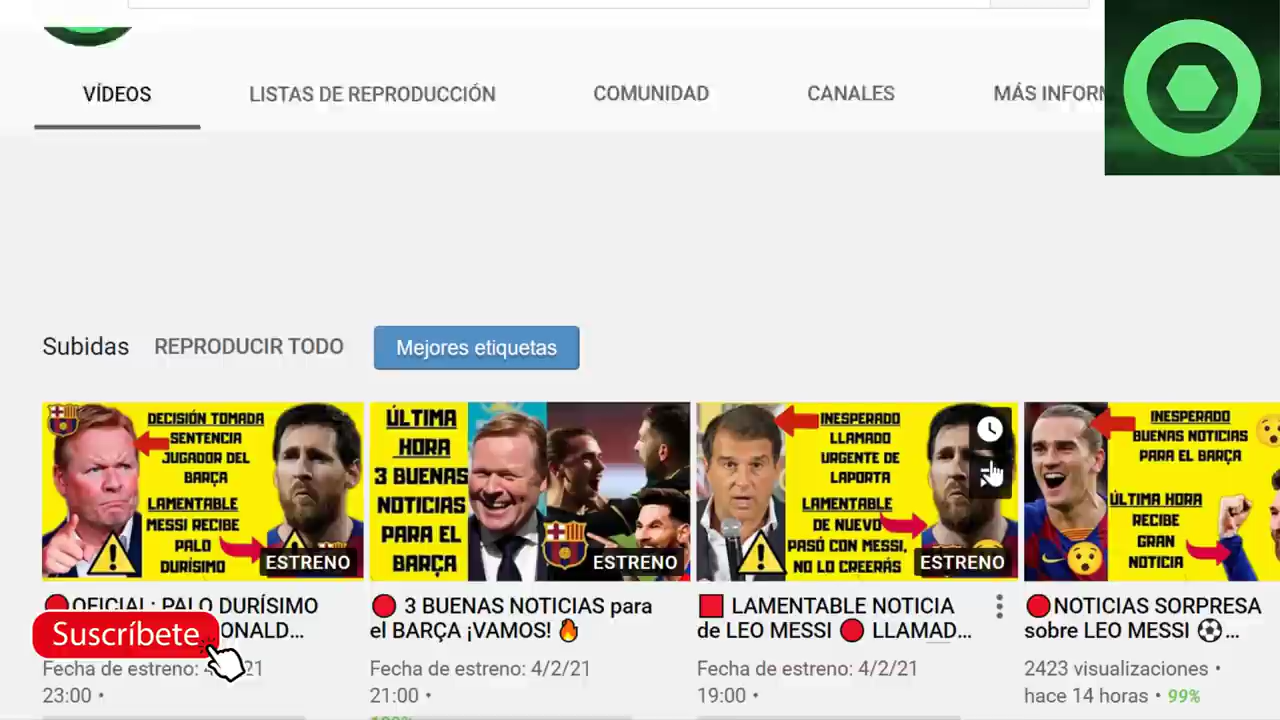 VÍDEOS
LISTAS DE REPRODUCCIÓN
COMUNIDAD
CANALES
MÁS INFORM
Subidas
REPRODUCIR TODO
Mejores etiquetas
DECISIÓN TOMADA
SENTENCIA
JUGADOR DEL
BARÇA
LAMENTABLE
MESSI RECIBE
PALO
DURÍSIMO
ESTRENO
ÚLTIMA
HORA
3 BUENAS
NOTICIAS
PARA EL
BARÇA
ESTRENO
INESPERADO
LLAMADO
URGENTE DE
LAPORTA
LAMENTABLE
DE NUEVO
PASÓ CON MESSI,
NO LO CREERÁS
ESTRENO
INESPERADO
BUENAS NOTICIAS
PARA EL BARÇA
ÚLTIMA HORA
RECIBE
GRAN
NOTICIA
🔴OFICIAL: PALO DURÍSIMO
ONALD...
Fecha de estreno: 4/2/21
23:00 •
Suscríbete
🔴 3 BUENAS NOTICIAS para
el BARÇA ¡VAMOS! 🔥
Fecha de estreno: 4/2/21
21:00 •
100%
🟥 LAMENTABLE NOTICIA
de LEO MESSI 🔴 LLAMAD...
Fecha de estreno: 4/2/21
19:00 •
🔴NOTICIAS SORPRESA
sobre LEO MESSI ⚽...
2423 visualizaciones •
hace 14 horas • 99%